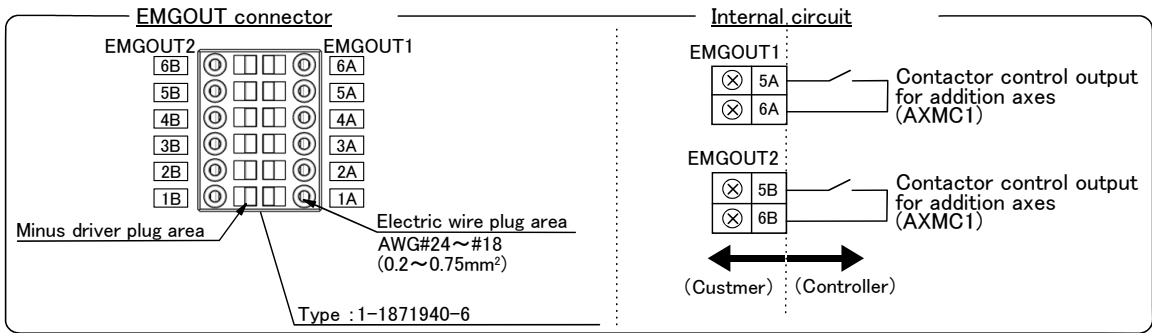 EMGOUT connector
EMGOUT2
EMGOUT1
6B
6A
5B
5A
4B
4A
3B
3A
2B
2A
1B
1A
Minus driver plug area
Electric wire plug area
AWG#24～#18
(0.2～0.75mm²)
Type :1-1871940-6
Internal circuit
EMGOUT1
5A
6A
Contactor control output
for addition axes
(AXMC1)
EMGOUT2
5B
6B
Contactor control output
for addition axes
(AXMC1)
(Custmer)
(Controller)